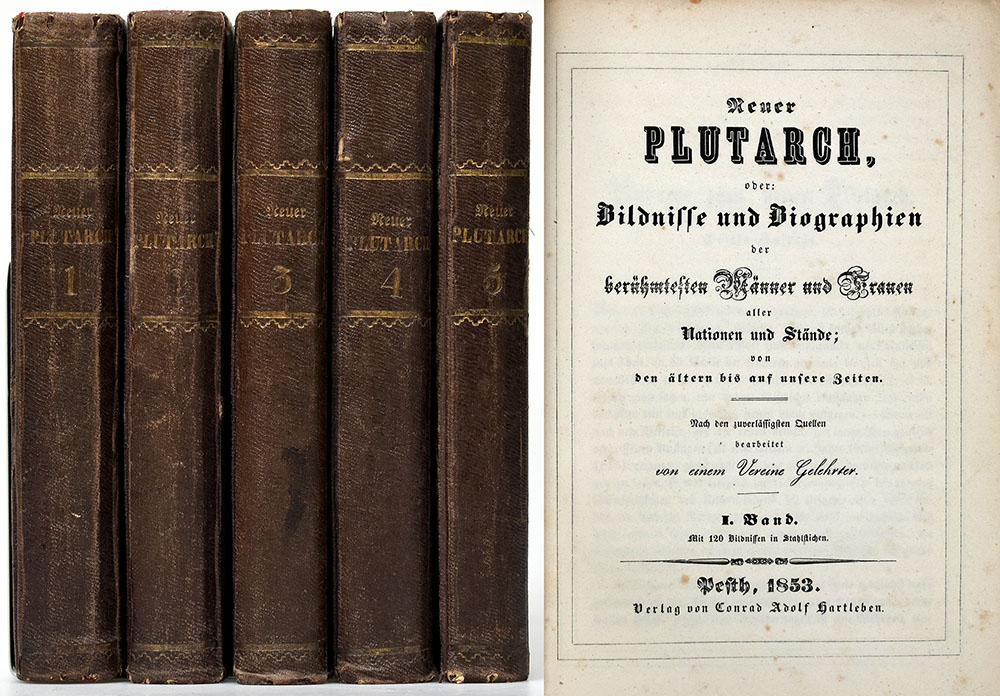 Neuer
PLUTARCH
1
Neuer
PLUTARCH
1
Neuer
PLUTARCH
3
Neuer
PLUTARCH
4
Neuer
PLUTARCH
5
Neuer
PLUTARCH,
oder:
Bildnisse und Biographien
der
berühmtesten Männer und Frauen
aller
Nationen und Stände;
von
den ältern bis auf unsere Zeiten.
Nach den zuverlässigsten Quellen
bearbeitet
von einem Vereine Gelehrter.
I. Band.
Mit 120 Bildnissen in Stahlstichen.
Pesth, 1853.
Verlag von Conrad Adolf Hartleben.